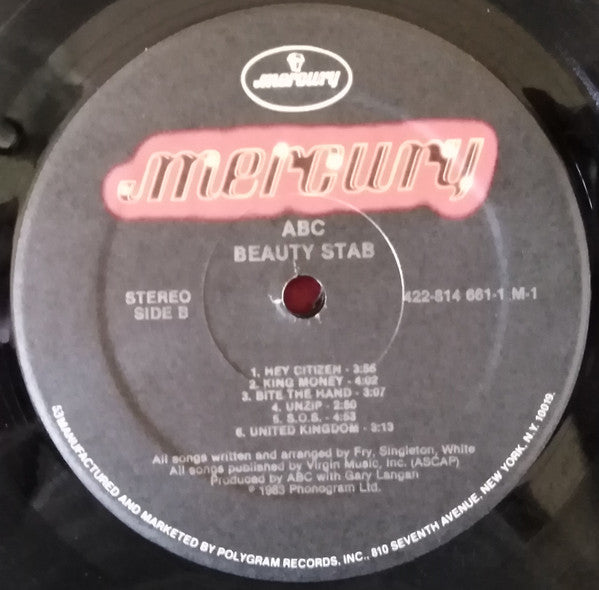 mercury
mercury
ABC
BEAUTY STAB
STEREO
SIDE B
422-814 661-1 M-1
1. HEY CITIZEN - 3:56
2. KING MONEY - 4:02
3. BITE THE HAND - 3:07
4. UNZIP - 2:50
5. S.O.S. - 4:53
6. UNITED KINGDOM - 3:13
All songs written and arranged by Fry, Singleton, White
All songs published by Virgin Music, Inc. (ASCAP)
Produced by ABC with Gary Langan
℗ 1983 Phonogram Ltd.
53 MANUFACTURED AND MARKETED BY POLYGRAM RECORDS, INC., 810 SEVENTH AVENUE, NEW YORK, N.Y. 10019.